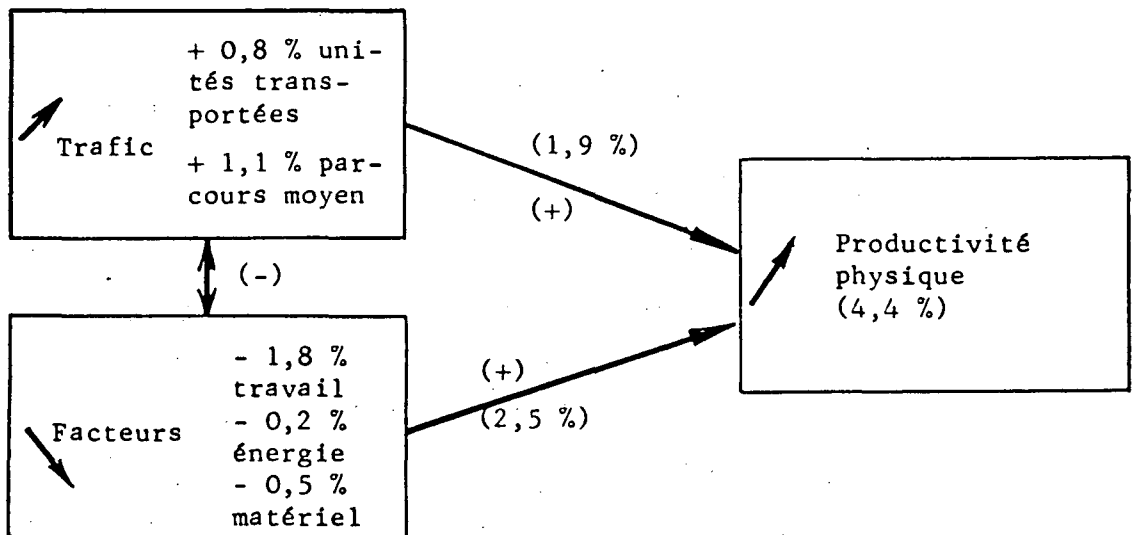 + 0,8 % uni-
tés trans-
portées
Trafic
+ 1,1 % par-
cours moyen
(1,9 %)
(+)
(-)
Productivité
physique
(4,4 %)
- 1,8 %
travail
Facteurs
- 0,2 %
énergie
- 0,5 %
matériel
(+)
(2,5 %)